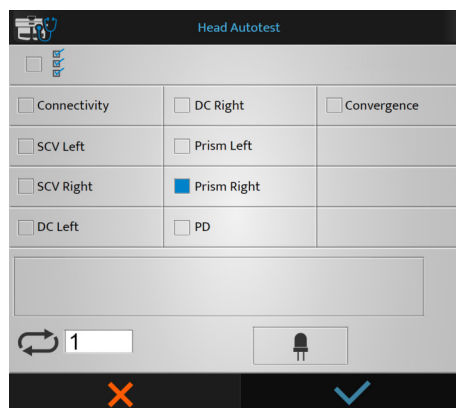 Head Autotest
Connectivity DC Right Convergence
SCV Left Prism Left
SCV Right Prism Right
DC Left PD
1